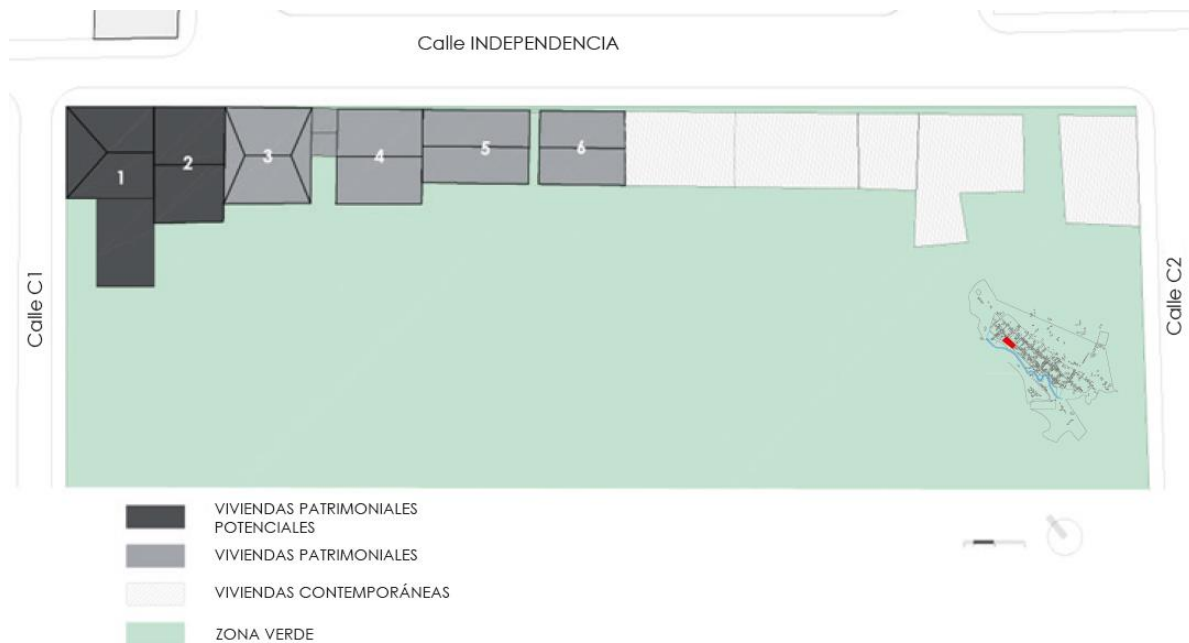 Calle INDEPENDENCIA
1
2
3
4
5
6
Calle C1
Calle C2
VIVIENDAS PATRIMONIALES
POTENCIALES
VIVIENDAS PATRIMONIALES
VIVIENDAS CONTEMPORÁNEAS
ZONA VERDE